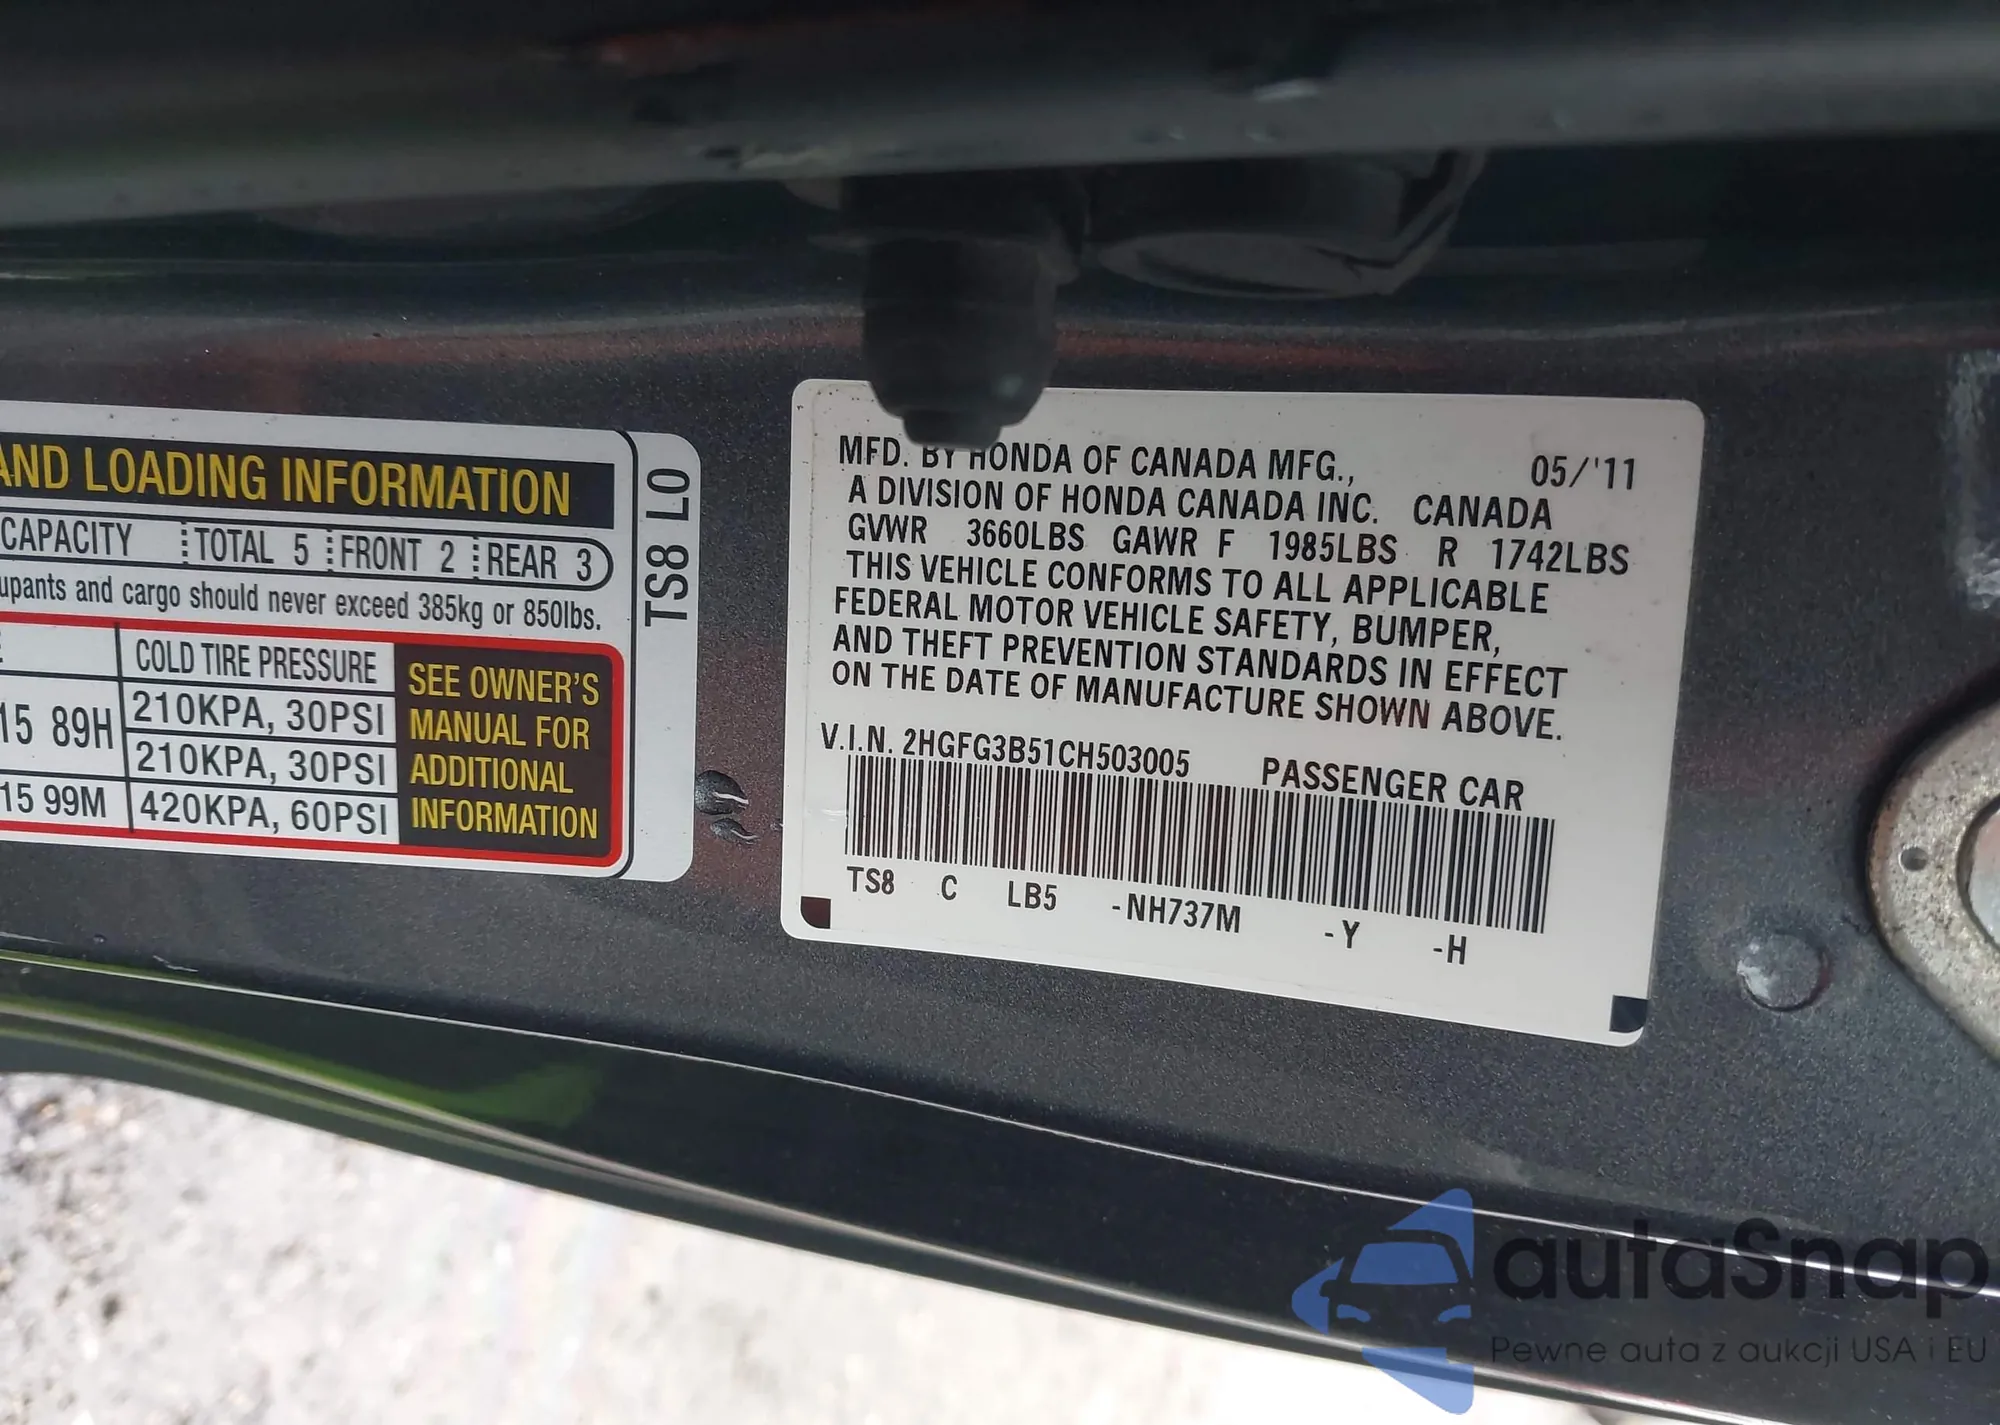 AND LOADING INFORMATION
CAPACITY TOTAL 5 FRONT 2 REAR 3
upants and cargo should never exceed 385kg or 850lbs.
COLD TIRE PRESSURE
15 89H
210KPA, 30PSI
210KPA, 30PSI
15 99M
420KPA, 60PSI
SEE OWNER'S
MANUAL FOR
ADDITIONAL
INFORMATION
TS8 L0
MFD. BY HONDA OF CANADA MFG., 05/'11
A DIVISION OF HONDA CANADA INC. CANADA
GVWR 3660LBS GAWR F 1985LBS R 1742LBS
THIS VEHICLE CONFORMS TO ALL APPLICABLE
FEDERAL MOTOR VEHICLE SAFETY, BUMPER,
AND THEFT PREVENTION STANDARDS IN EFFECT
ON THE DATE OF MANUFACTURE SHOWN ABOVE.
V.I.N. 2HGFG3B51CH503005 PASSENGER CAR
TS8 C LB5 -NH737M -Y -H
autaSnap
Pewne auta z aukcji USA i EU